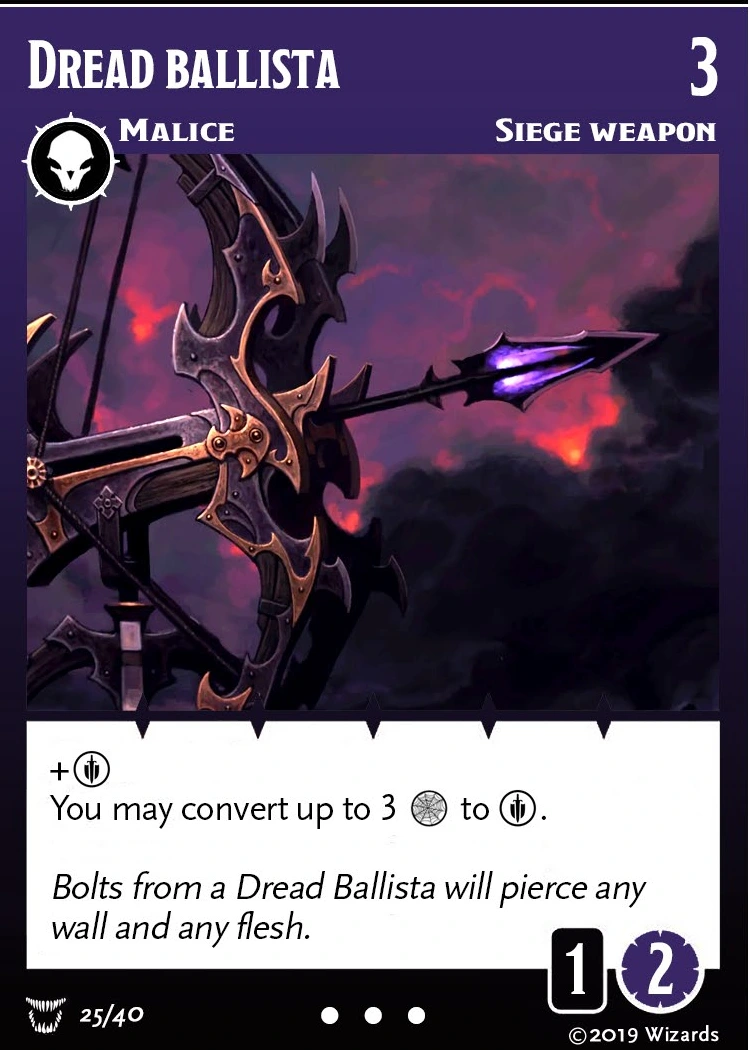 DREAD BALLISTA 3
MALICE SIEGE WEAPON
+
You may convert up to 3 to .
Bolts from a Dread Ballista will pierce any
wall and any flesh.
1 2
25/40
©2019 Wizards